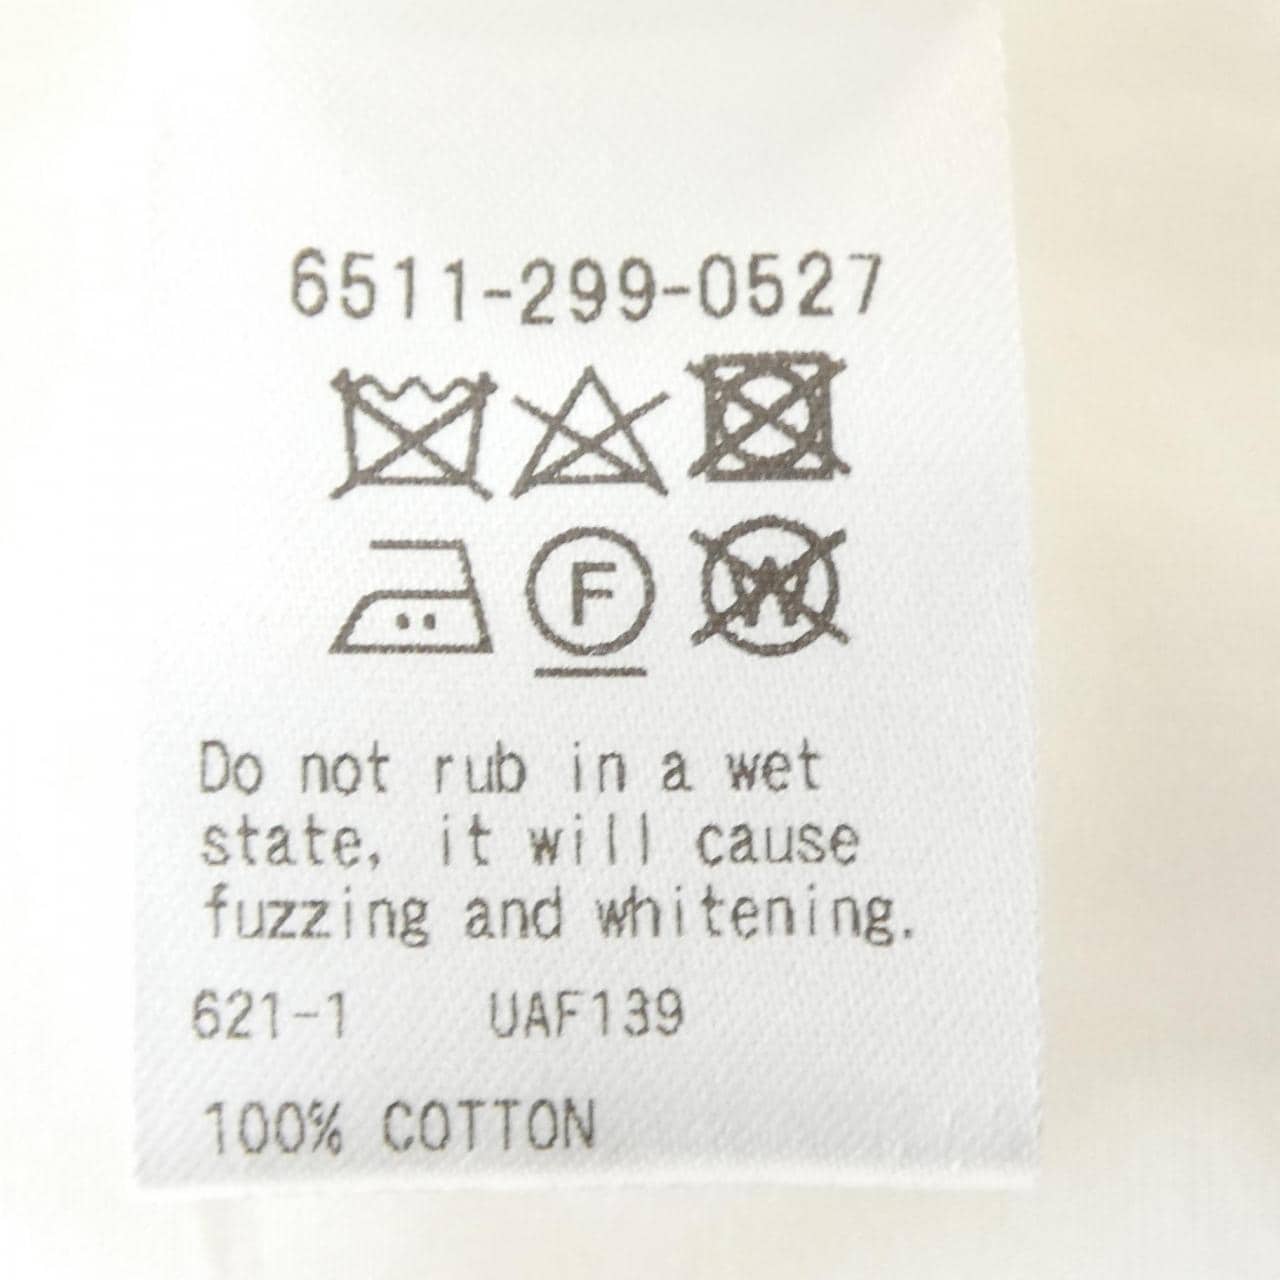 6511-299-0527
F W
Do not rub in a wet
state, it will cause
fuzzing and whitening.
621-1 UAF139
100% COTTON